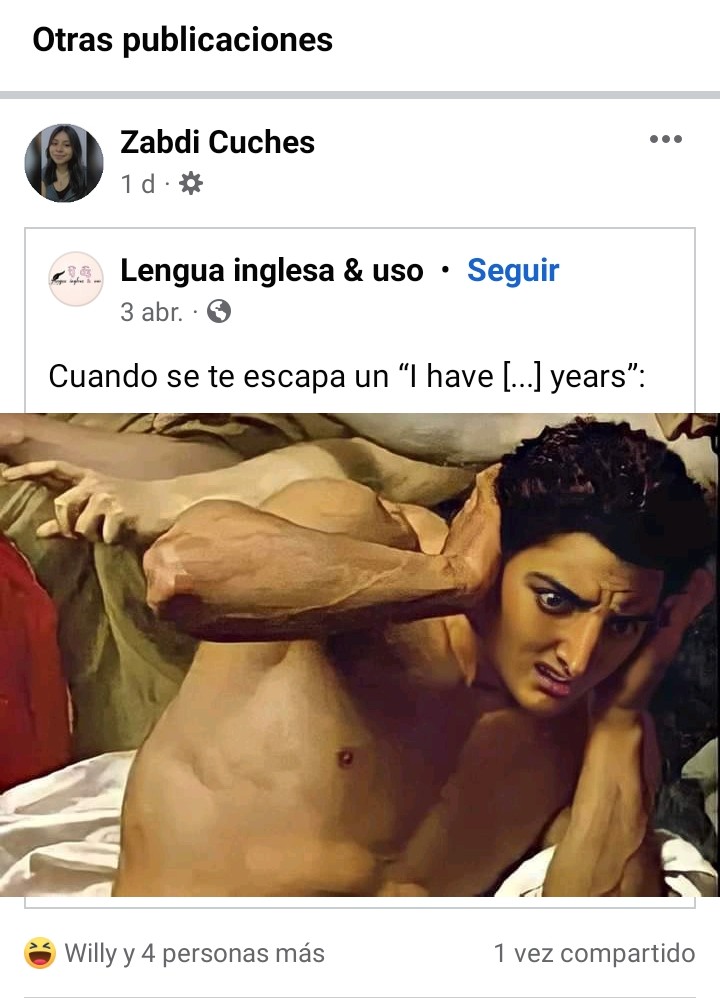 Otras publicaciones
Zabdi Cuches
1 d ·
Lengua inglesa & uso · Seguir
3 abr. ·
Cuando se te escapa un “I have [...] years”:
Willy y 4 personas más
1 vez compartido